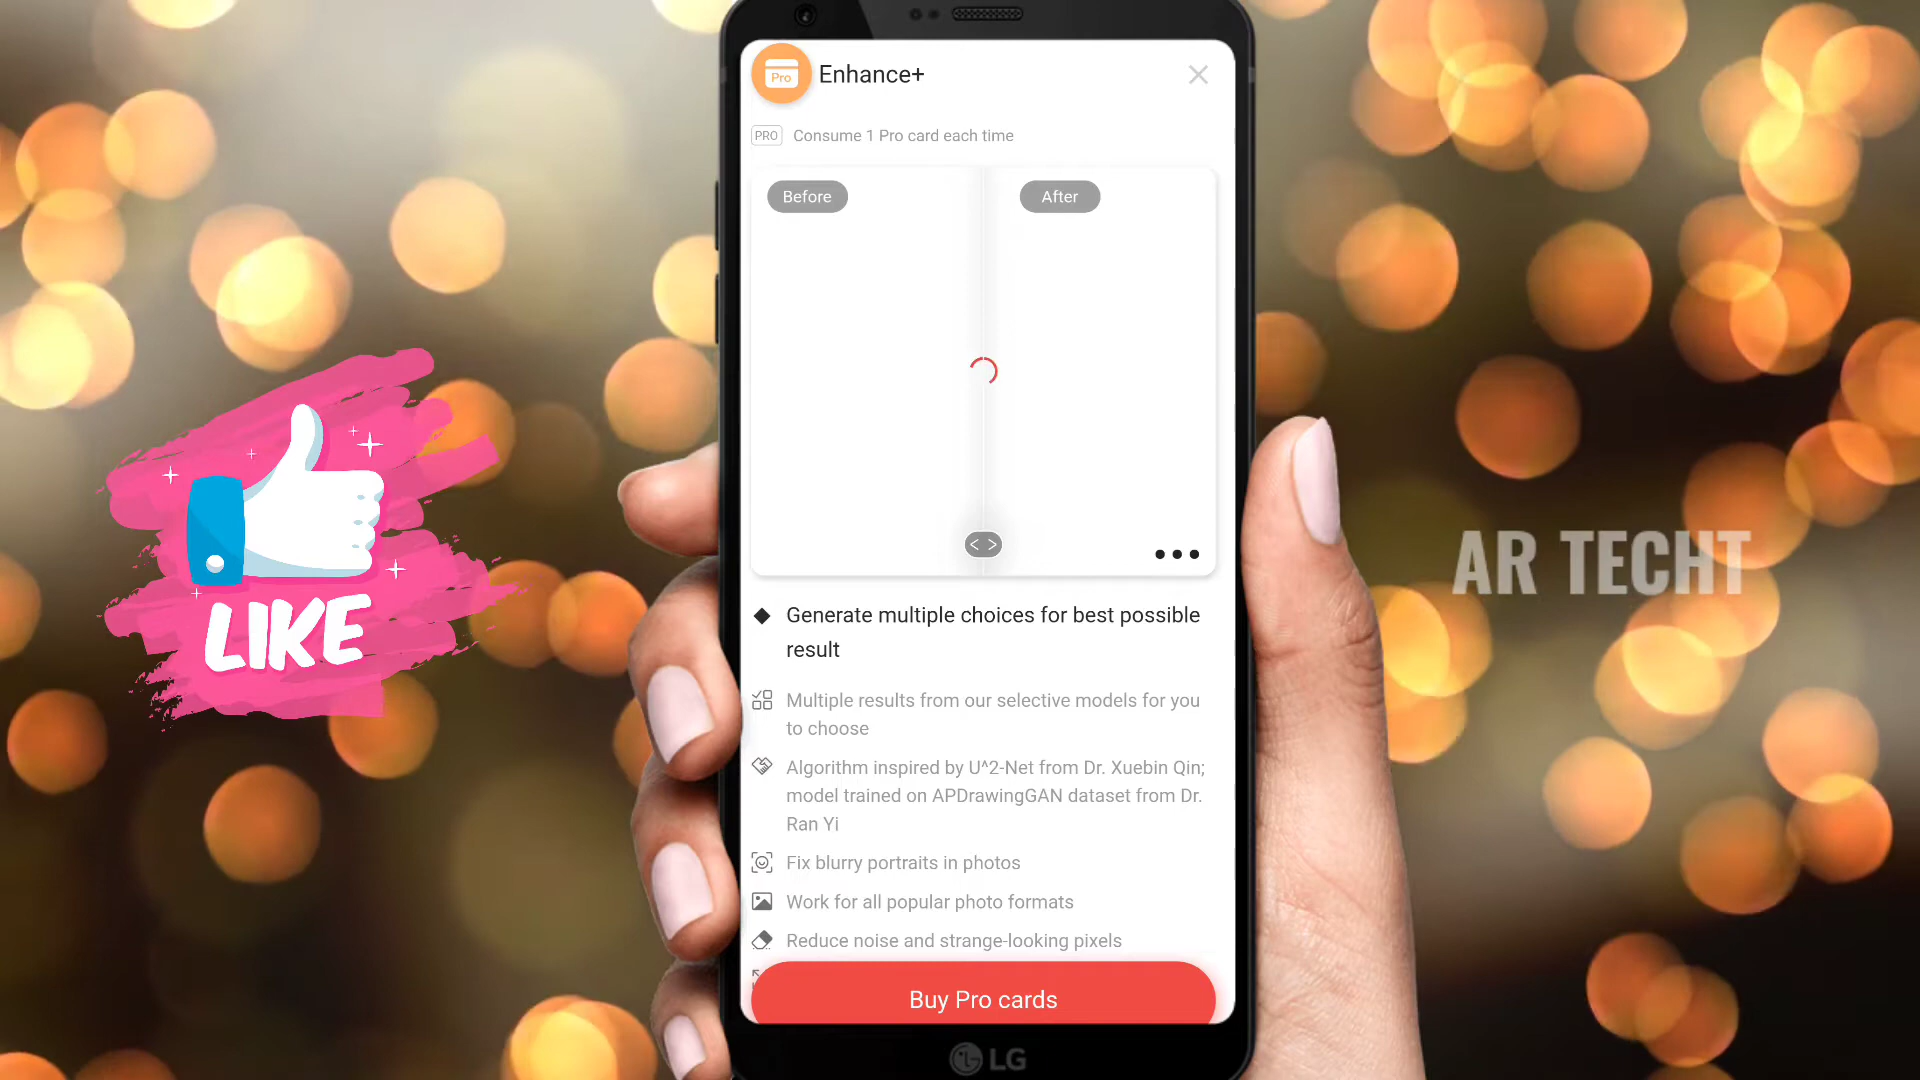 Pro
Enhance+
PRO Consume 1 Pro card each time
Before
After
Generate multiple choices for best possible
result
Multiple results from our selective models for you
to choose
Algorithm inspired by U^2-Net from Dr. Xuebin Qin;
model trained on APDrawingGAN dataset from Dr.
Ran Yi
Fix blurry portraits in photos
Work for all popular photo formats
Reduce noise and strange-looking pixels
Buy Pro cards
LG
LIKE
AR TECHT